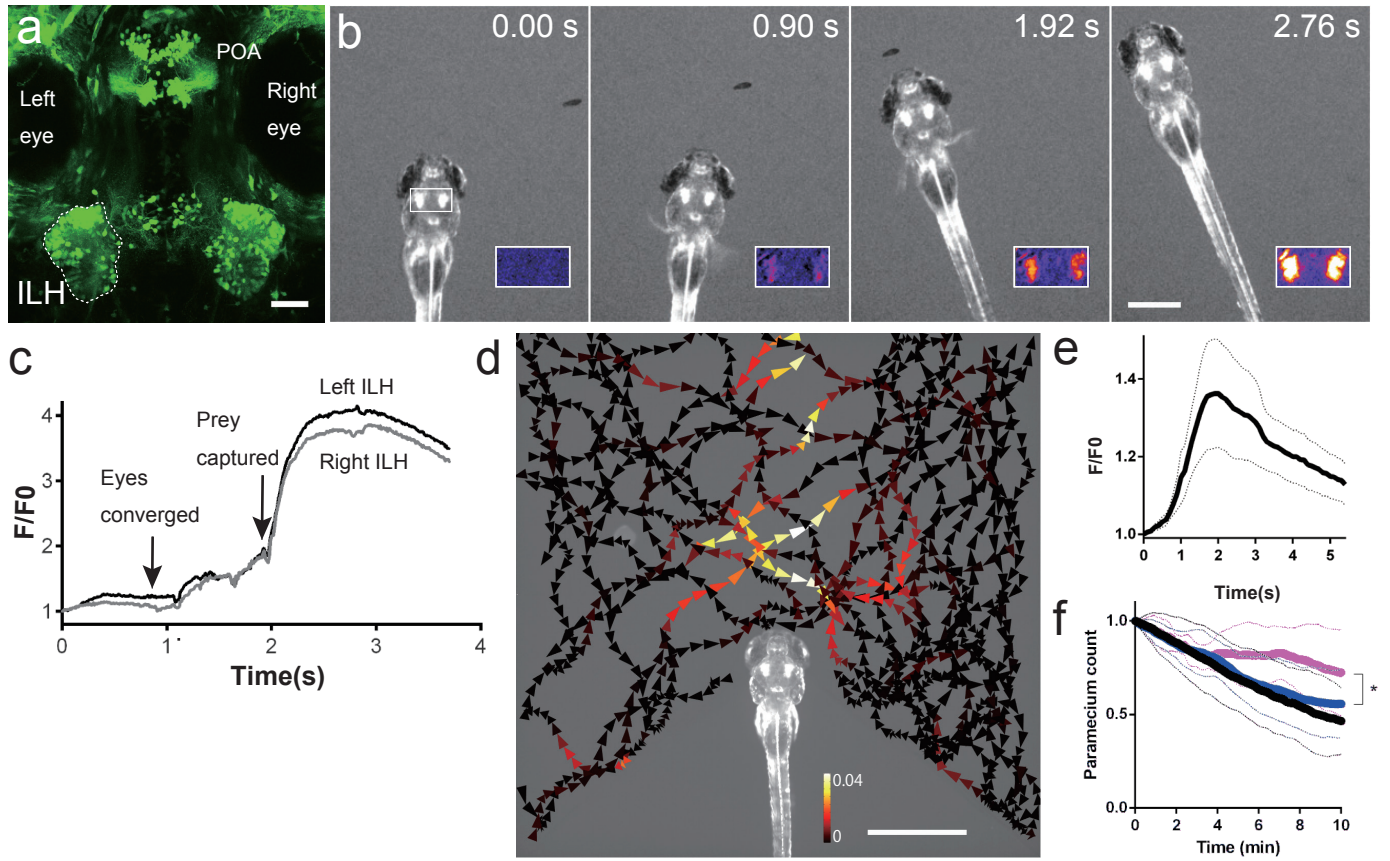 a
POA
Left
eye
Right
eye
ILH
b
0.00 s
0.90 s
1.92 s
2.76 s
c
F/F0
4
3
2
1
Eyes
converged
Prey
captured
Left ILH
Right ILH
0
1
2
3
4
Time(s)
d
0.04
0
e
F/F0
1.4
1.2
1.0
0
1
2
3
4
5
Time(s)
f
Paramecium count
1.0
0.5
0.0
*
0
2
4
6
8
10
Time (min)